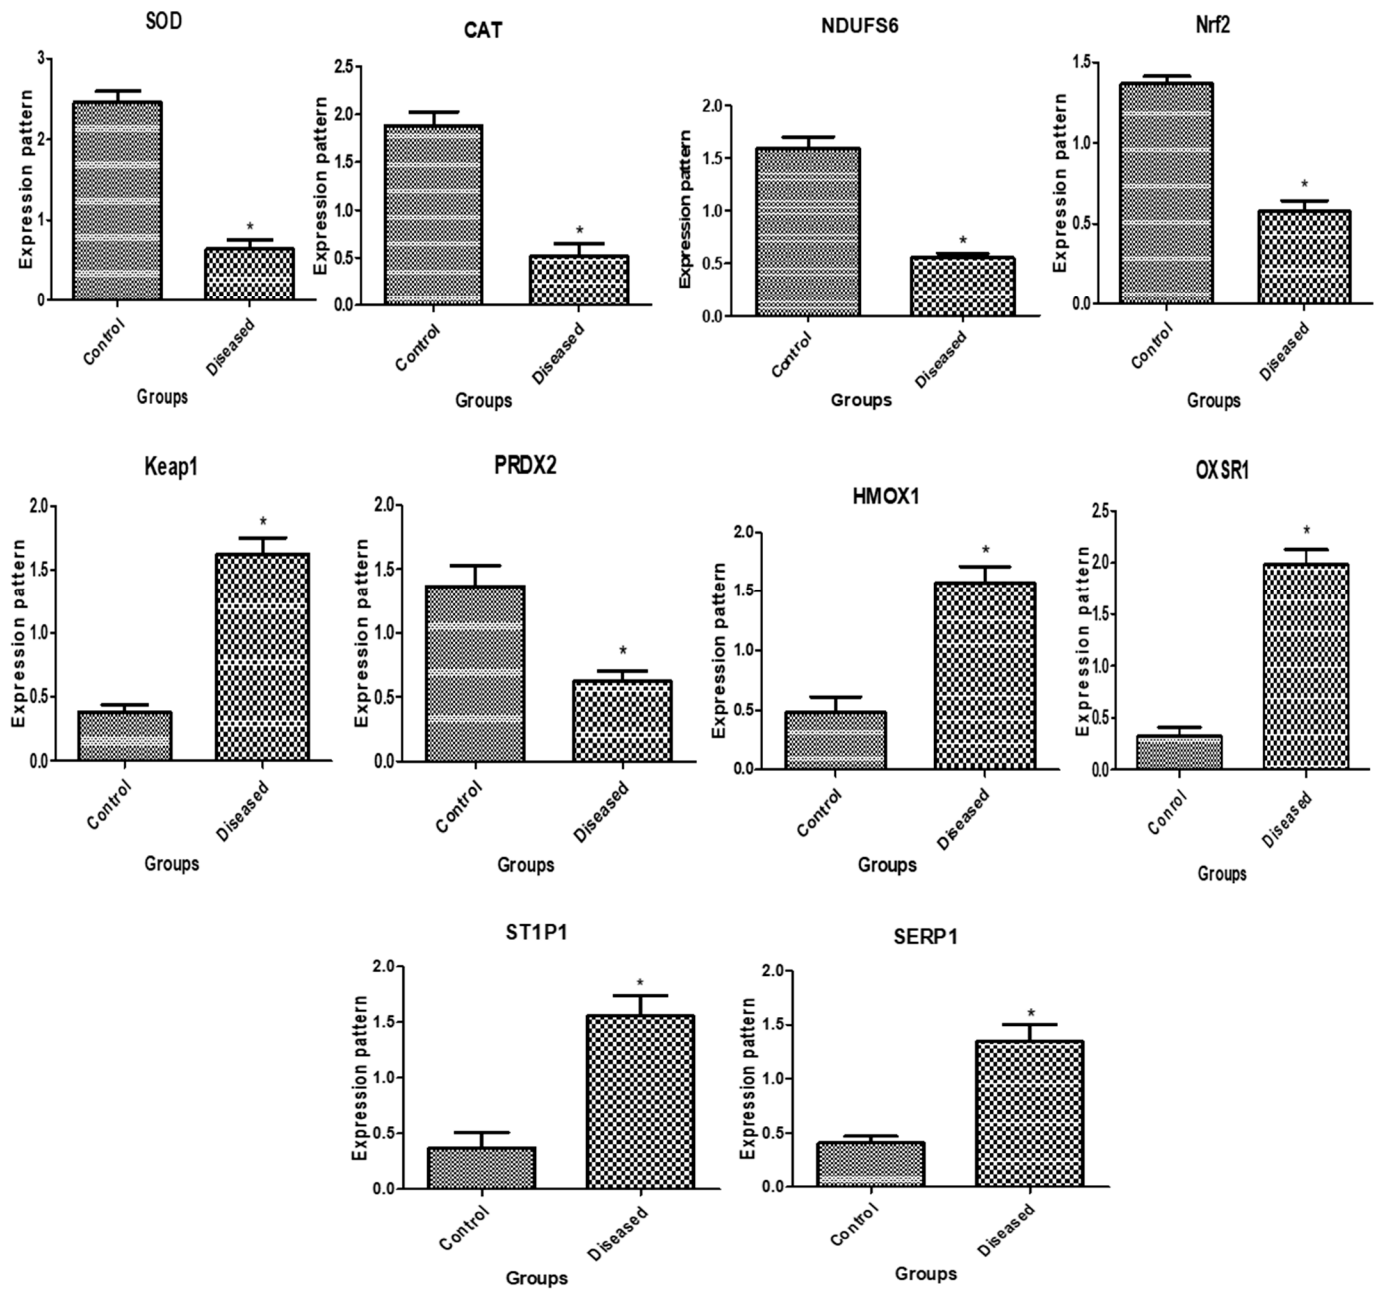 SOD
Expression pattern
3
2
1
0
*
Control
Diseased
Groups
CAT
Expression pattern
2.5
2.0
1.5
1.0
0.5
0.0
*
Control
Diseased
Groups
NDUFS6
Expression pattern
2.0
1.5
1.0
0.5
0.0
*
Control
Diseased
Groups
Nrf2
Expression pattern
1.5
1.0
0.5
0.0
*
Control
Diseased
Groups
Keap1
Expression pattern
2.0
1.5
1.0
0.5
0.0
*
Control
Diseased
Groups
PRDX2
Expression pattern
2.0
1.5
1.0
0.5
0.0
*
Control
Diseased
Groups
HMOX1
Expression pattern
2.0
1.5
1.0
0.5
0.0
*
Control
Diseased
Groups
OXSR1
Expression pattern
2.5
2.0
1.5
1.0
0.5
0.0
*
Conrol
Diseased
Groups
ST1P1
Expression pattern
2.0
1.5
1.0
0.5
0.0
*
Control
Diseased
Groups
SERP1
Expression pattern
2.0
1.5
1.0
0.5
0.0
*
Control
Diseased
Groups